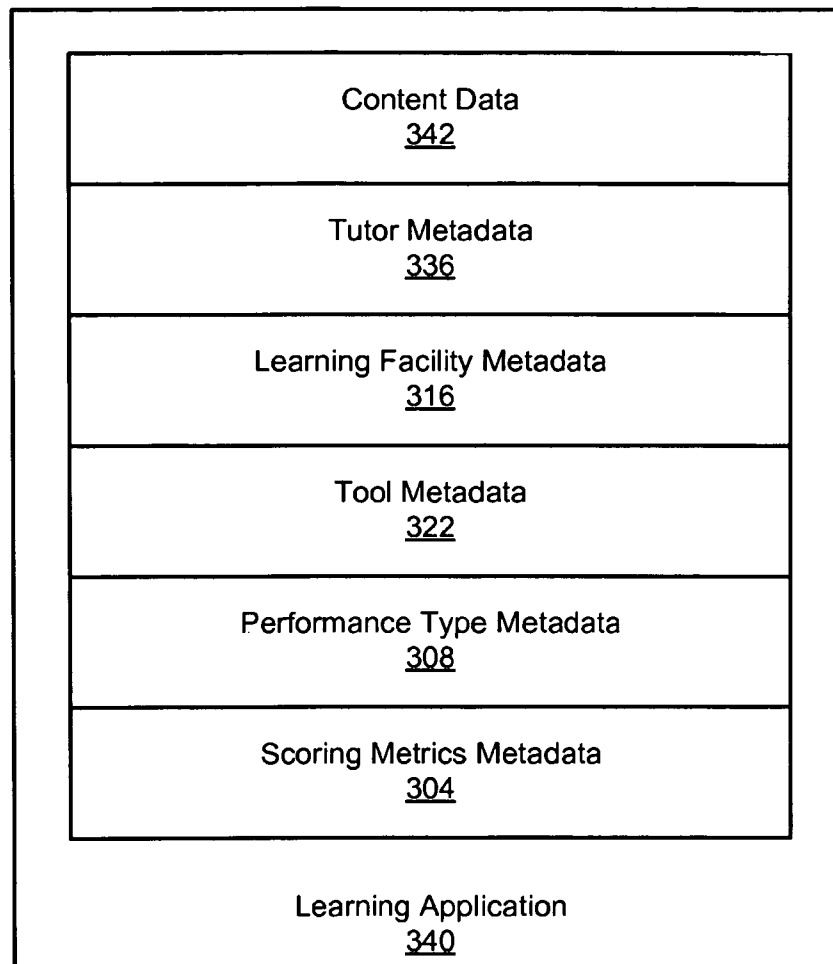 Content Data
342
Tutor Metadata
336
Learning Facility Metadata
316
Tool Metadata
322
Performance Type Metadata
308
Scoring Metrics Metadata
304
Learning Application
340